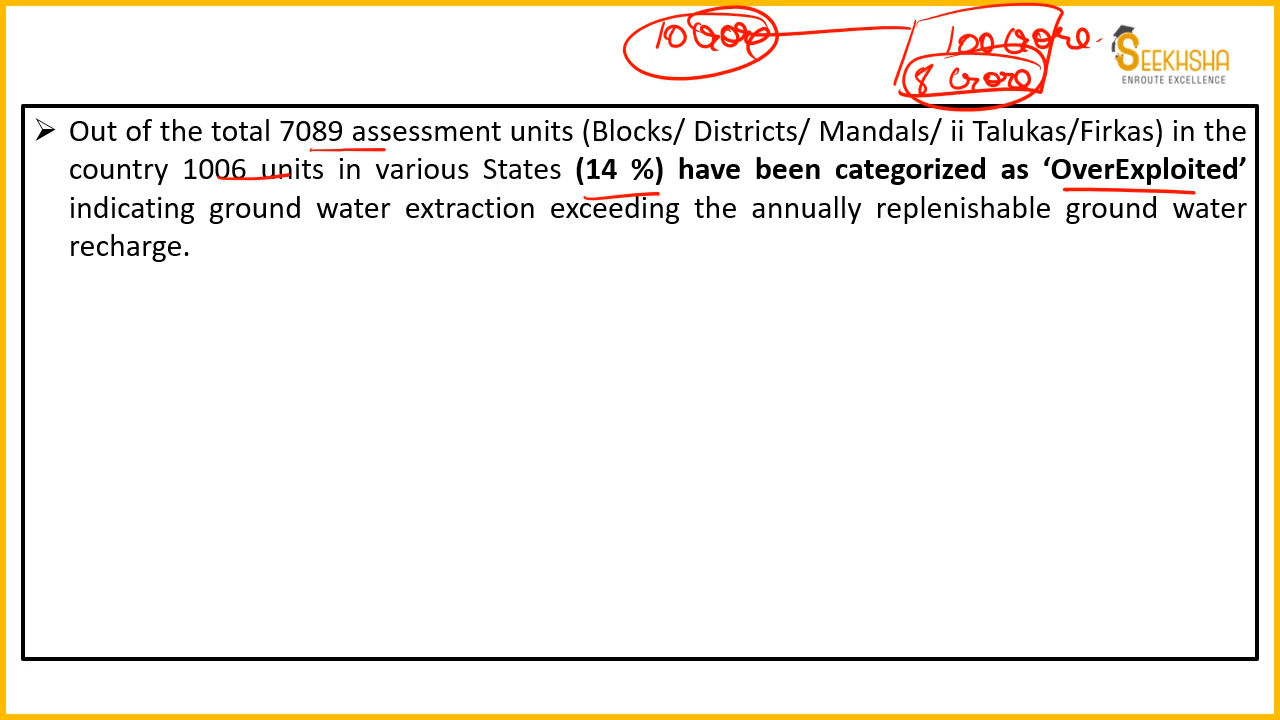 10 crore
100 crore
8 crore
SEEKHSHA
ENROUTE EXCELLENCE
➢ Out of the total 7089 assessment units (Blocks/ Districts/ Mandals/ ii Talukas/Firkas) in the
country 1006 units in various States (14 %) have been categorized as ‘OverExploited’
indicating ground water extraction exceeding the annually replenishable ground water
recharge.